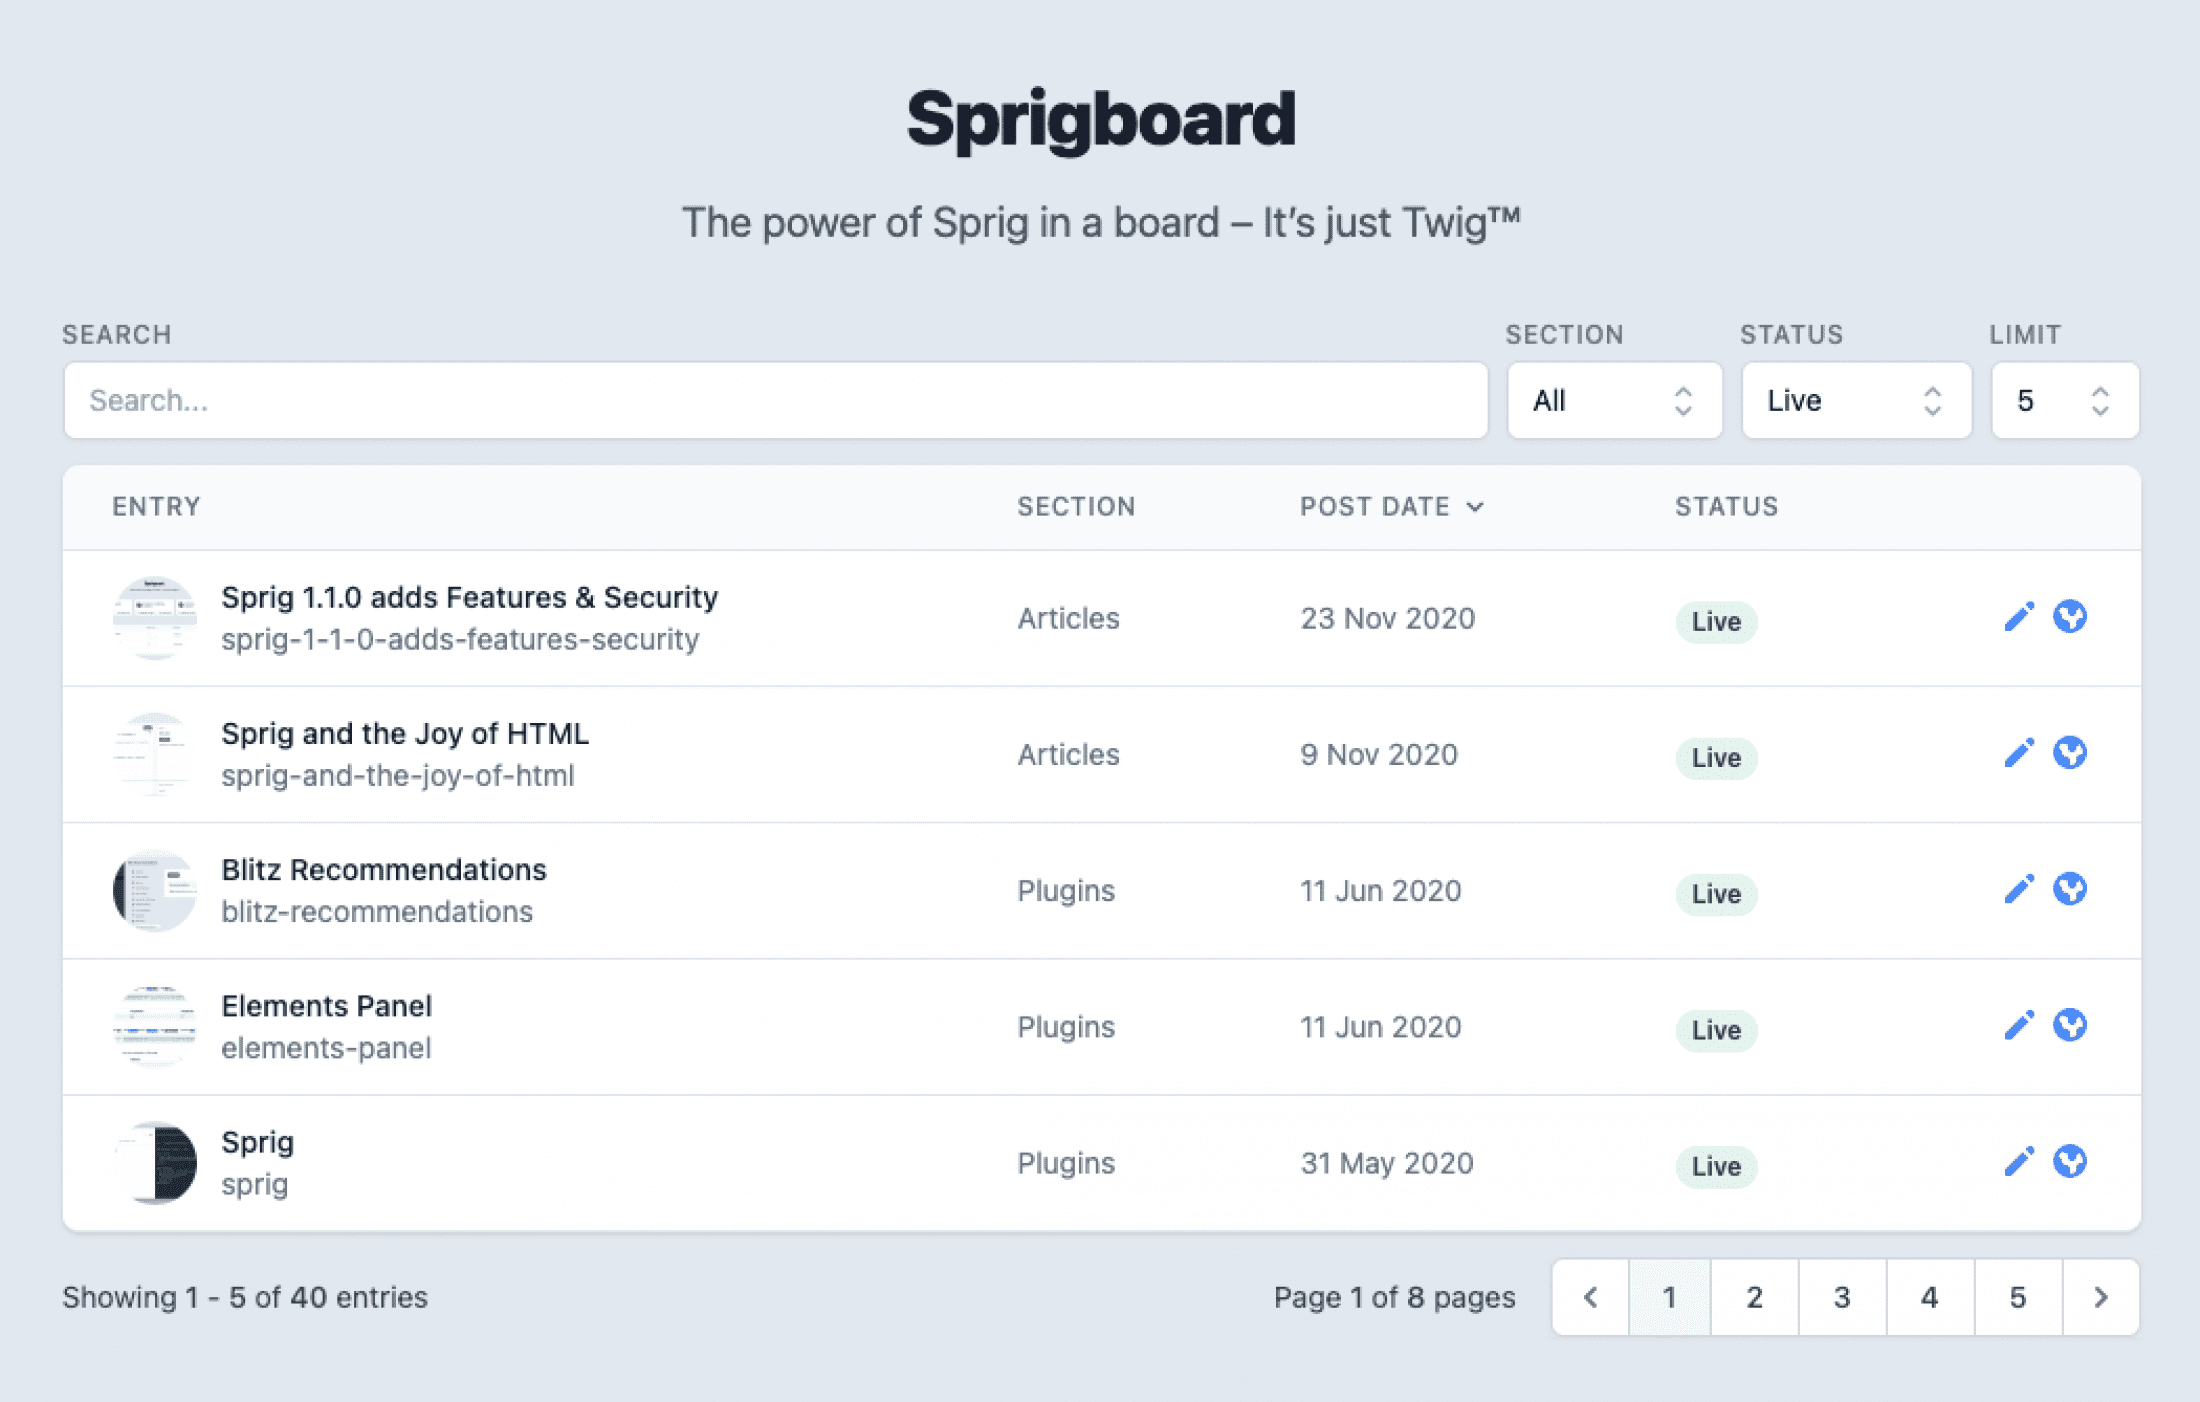 Sprigboard
The power of Sprig in a board – It’s just Twig™
SEARCH SECTION STATUS LIMIT
Search... All Live 5
ENTRY SECTION POST DATE STATUS
Sprig 1.1.0 adds Features & Security
sprig-1-1-0-adds-features-security
Articles 23 Nov 2020 Live
Sprig and the Joy of HTML
sprig-and-the-joy-of-html
Articles 9 Nov 2020 Live
Blitz Recommendations
blitz-recommendations
Plugins 11 Jun 2020 Live
Elements Panel
elements-panel
Plugins 11 Jun 2020 Live
Sprig
sprig
Plugins 31 May 2020 Live
Showing 1 - 5 of 40 entries Page 1 of 8 pages 1 2 3 4 5